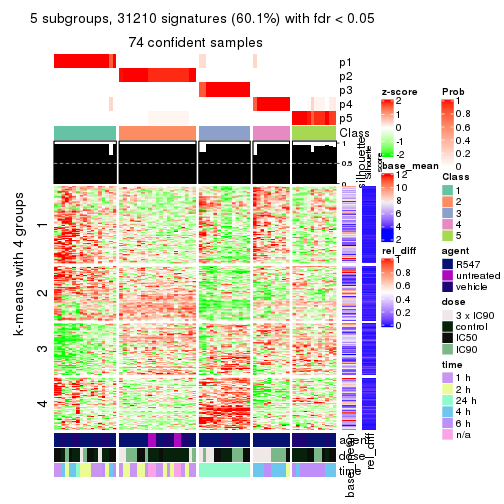 5 subgroups, 31210 signatures (60.1%) with fdr < 0.05
74 confident samples
p1
p2
p3
p4
p5
Class
1
0.5
0
silhouette
Silhouette score
k-means with 4 groups
1
2
3
4
agent
dose
time
base_mean
rel_diff
z-score
2
1
0
-1
-2
base_mean
12
10
8
6
4
2
rel_diff
1
0.8
0.6
0.4
0.2
0
Prob
1
0.8
0.6
0.4
0.2
0
Class
1
2
3
4
5
agent
R547
untreated
vehicle
dose
3 x IC90
control
IC50
IC90
time
1 h
2 h
24 h
4 h
6 h
n/a